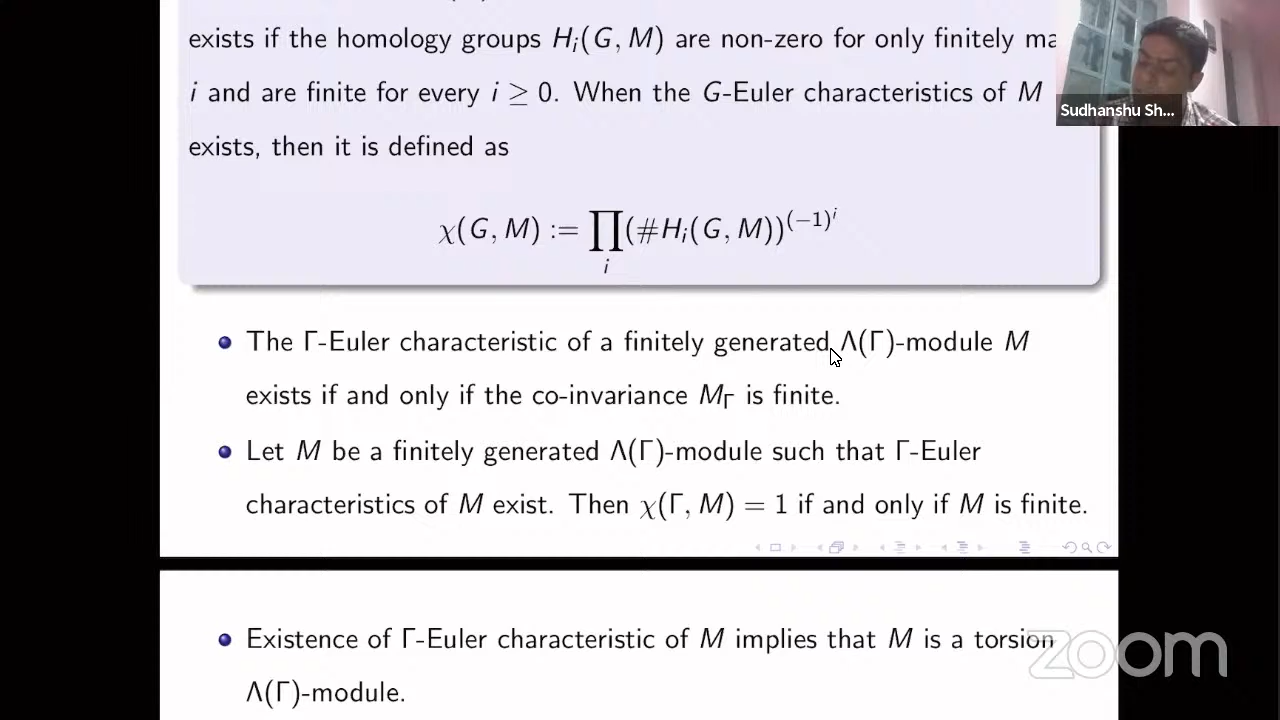 exists if the homology groups Hᵢ(G, M) are non-zero for only finitely ma
i and are finite for every i ≥ 0. When the G-Euler characteristics of M
exists, then it is defined as
χ(G, M) := ∏ᵢ (#Hᵢ(G, M))^((−1)^i)
The Γ-Euler characteristic of a finitely generated Λ(Γ)-module M
exists if and only if the co-invariance M_Γ is finite.
Let M be a finitely generated Λ(Γ)-module such that Γ-Euler
characteristics of M exist. Then χ(Γ, M) = 1 if and only if M is finite.
Existence of Γ-Euler characteristic of M implies that M is a torsion
Λ(Γ)-module.
Sudhanshu Sh...
zoom